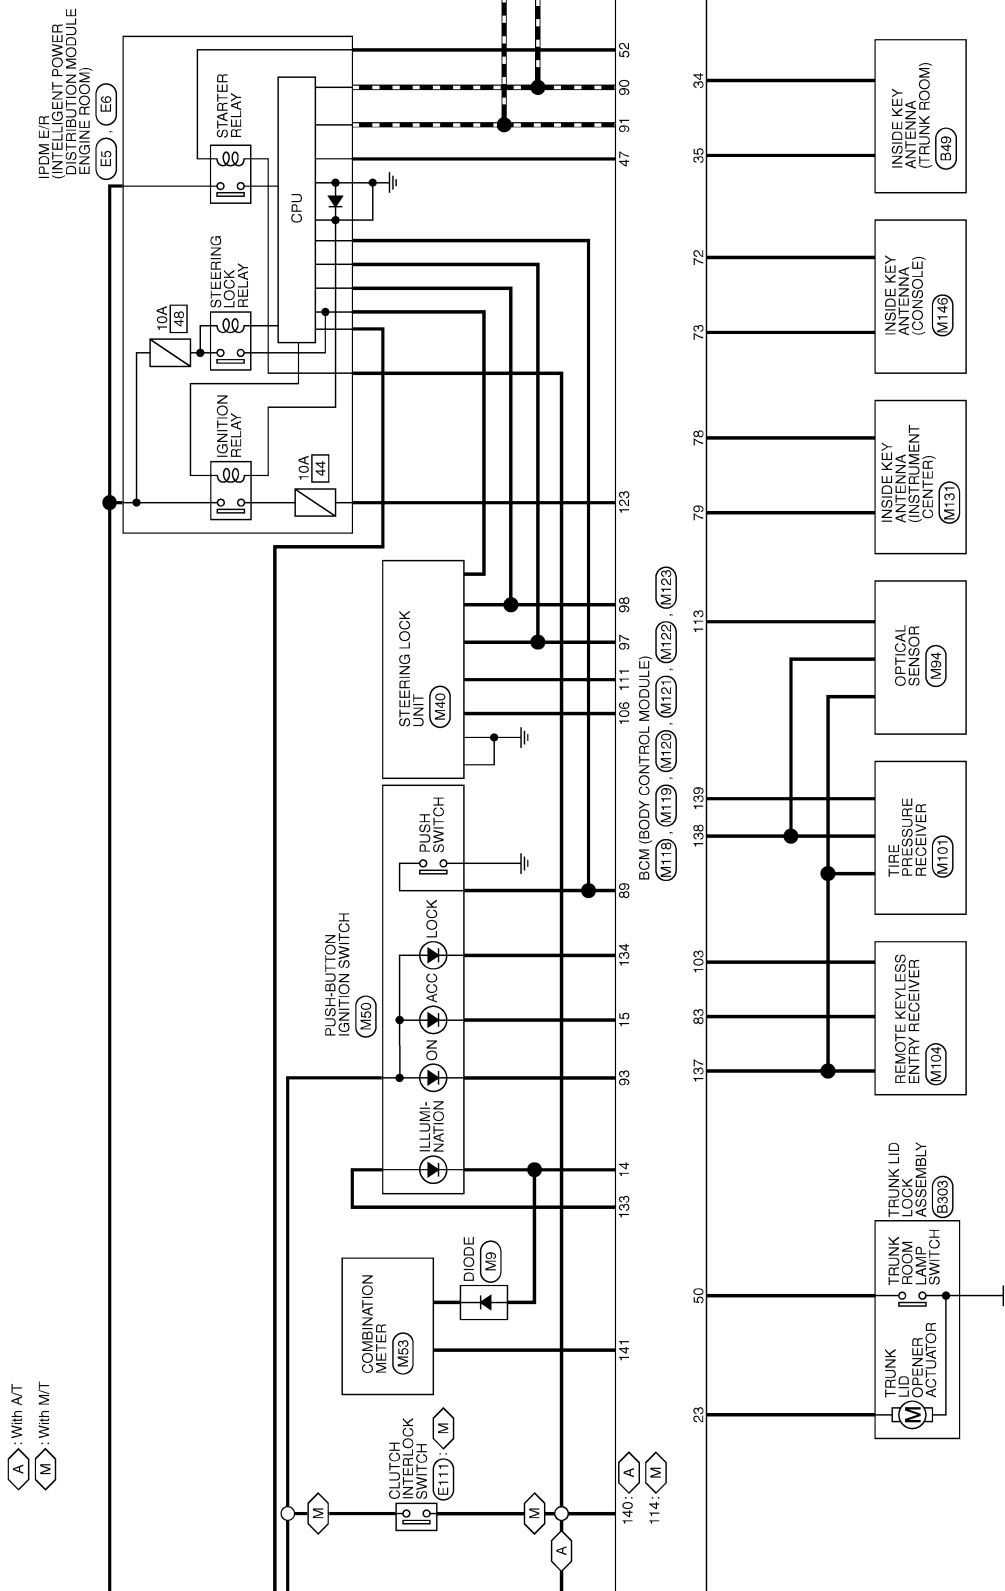 IPDM E/R
(INTELLIGENT POWER
DISTRIBUTION MODULE
ENGINE ROOM)
E5 , E6
STARTER
RELAY
CPU
10A
48
STEERING
LOCK
RELAY
IGNITION
RELAY
10A
44
52
90
91
47
123
98
97
111
106
89
134
15
93
14
133
141
140: A
114: M
STEERING LOCK
UNIT
M40
PUSH-BUTTON
IGNITION SWITCH
M50
PUSH
SWITCH
LOCK
ACC
ON
ILLUMI-
NATION
DIODE
M9
COMBINATION
METER
M53
CLUTCH
INTERLOCK
SWITCH
E111 : M
M
M
A
A : With A/T
M : With M/T
BCM (BODY CONTROL MODULE)
M118 , M119 , M120 , M121 , M122 , M123
34
35
72
73
78
79
113
139
138
103
83
137
50
23
INSIDE KEY
ANTENNA
(TRUNK ROOM)
B49
INSIDE KEY
ANTENNA
(CONSOLE)
M146
INSIDE KEY
ANTENNA
(INSTRUMENT
CENTER)
M131
OPTICAL
SENSOR
M94
TIRE
PRESSURE
RECEIVER
M101
REMOTE KEYLESS
ENTRY RECEIVER
M104
TRUNK LID
LOCK
ASSEMBLY
B303
TRUNK
ROOM
LAMP
SWITCH
TRUNK
LID
OPENER
ACTUATOR
M